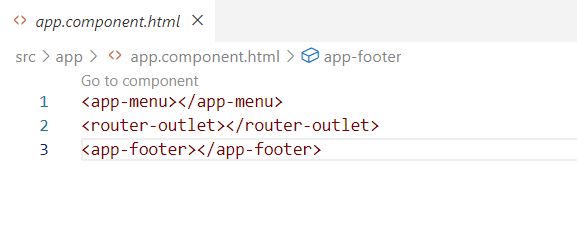 app.component.html
src > app > app.component.html > app-footer
Go to component
1 <app-menu></app-menu>
2 <router-outlet></router-outlet>
3 <app-footer></app-footer>